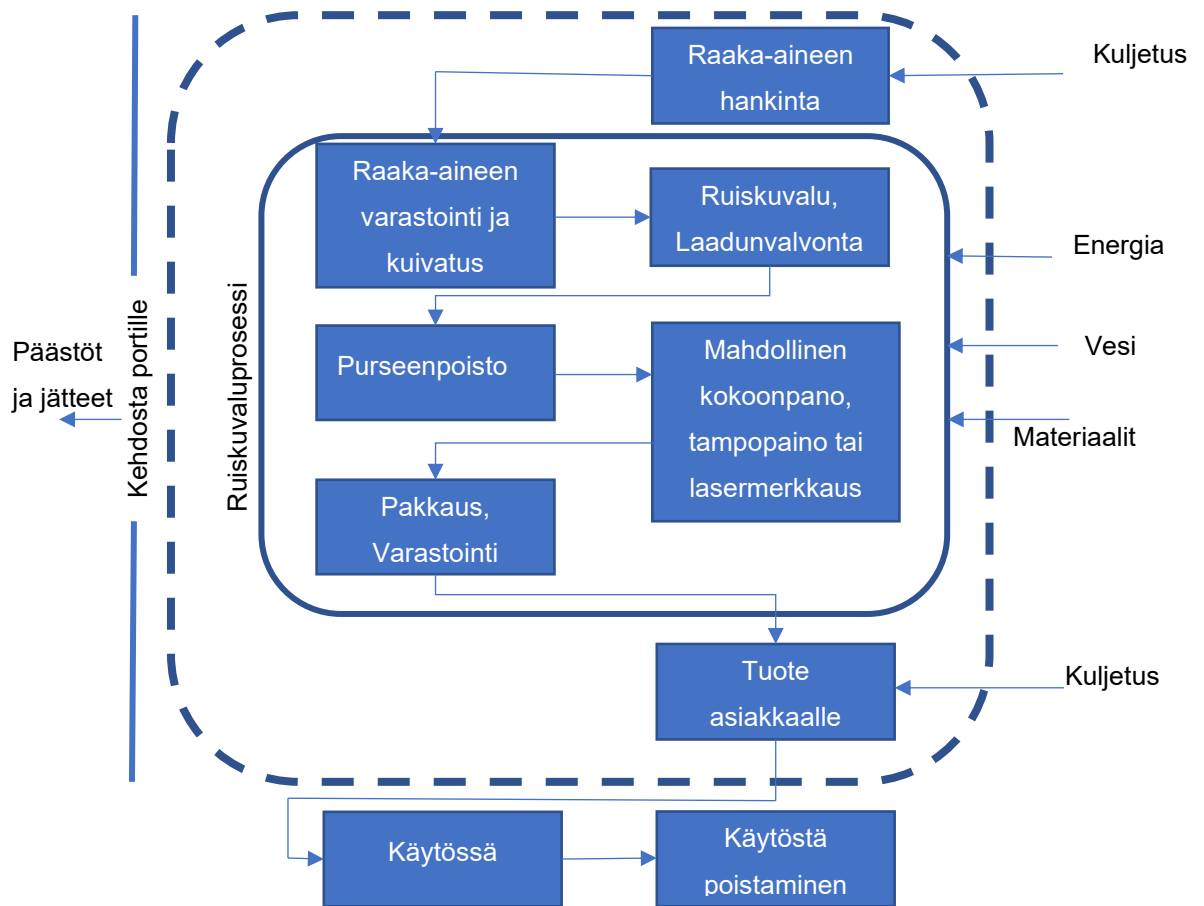 Raaka-aineen
hankinta
Kuljetus
Raaka-aineen
varastointi ja
kuivatus
Ruiskuvalu,
Laadunvalvonta
Energia
Vesi
Materiaalit
Ruiskuvaluprosessi
Kehdosta portille
Päästöt
ja jätteet
Purseenpoisto
Mahdollinen
kokoonpano,
tampopaino tai
lasermerkkaus
Pakkaus,
Varastointi
Tuote
asiakkaalle
Kuljetus
Käytössä
Käytöstä
poistaminen